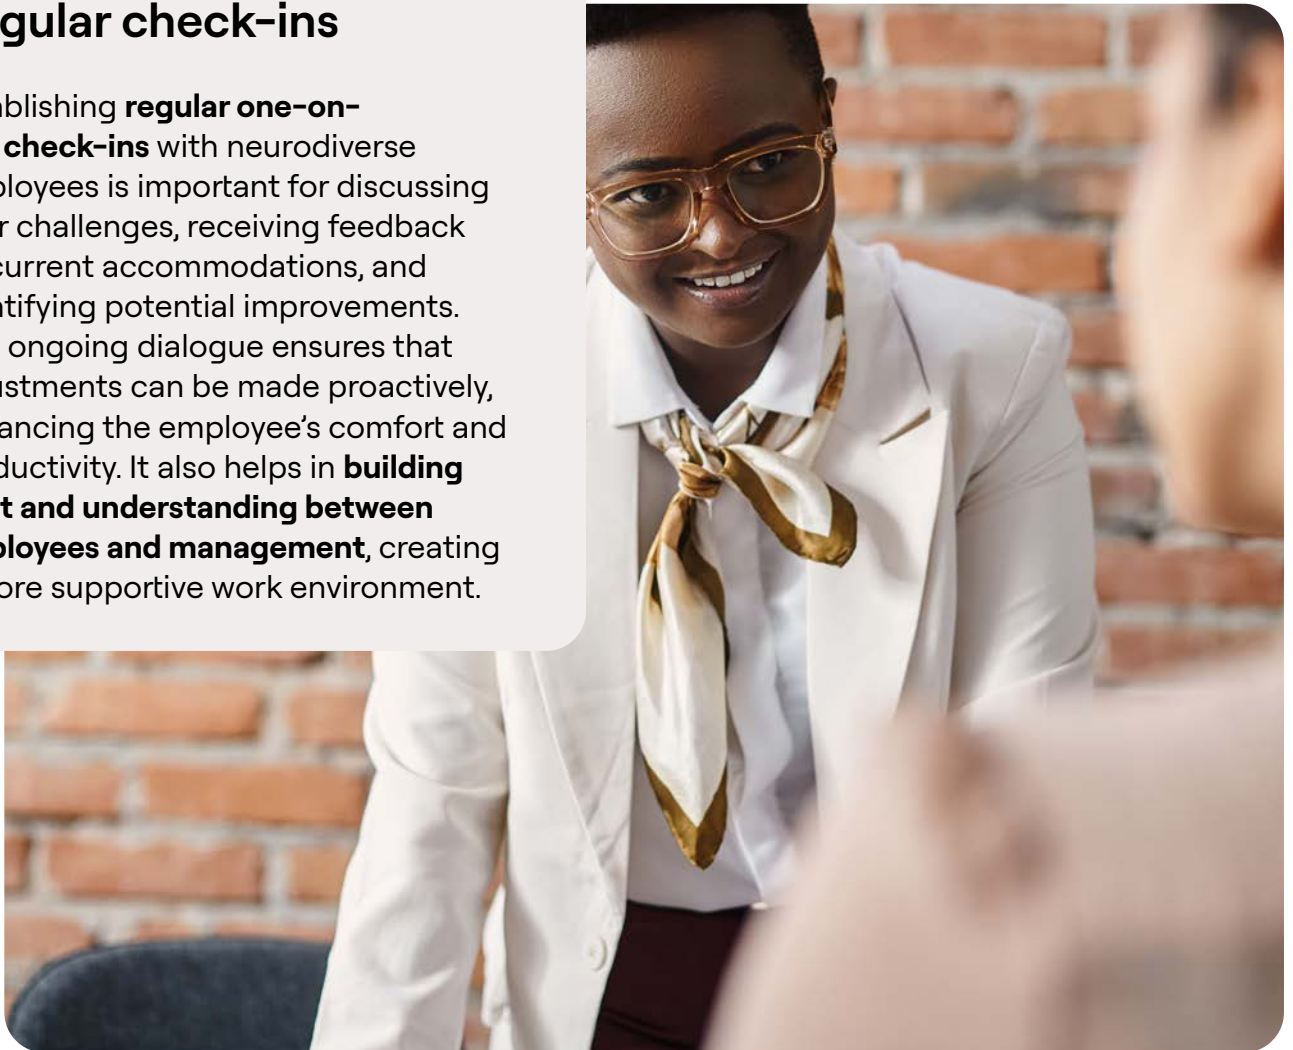 gular check-ins
blishing regular one-on-
check-ins with neurodiverse
ployees is important for discussing
r challenges, receiving feedback
current accommodations, and
ntifying potential improvements.
ongoing dialogue ensures that
ustments can be made proactively,
ancing the employee's comfort and
ductivity. It also helps in building
t and understanding between
ployees and management, creating
ore supportive work environment.